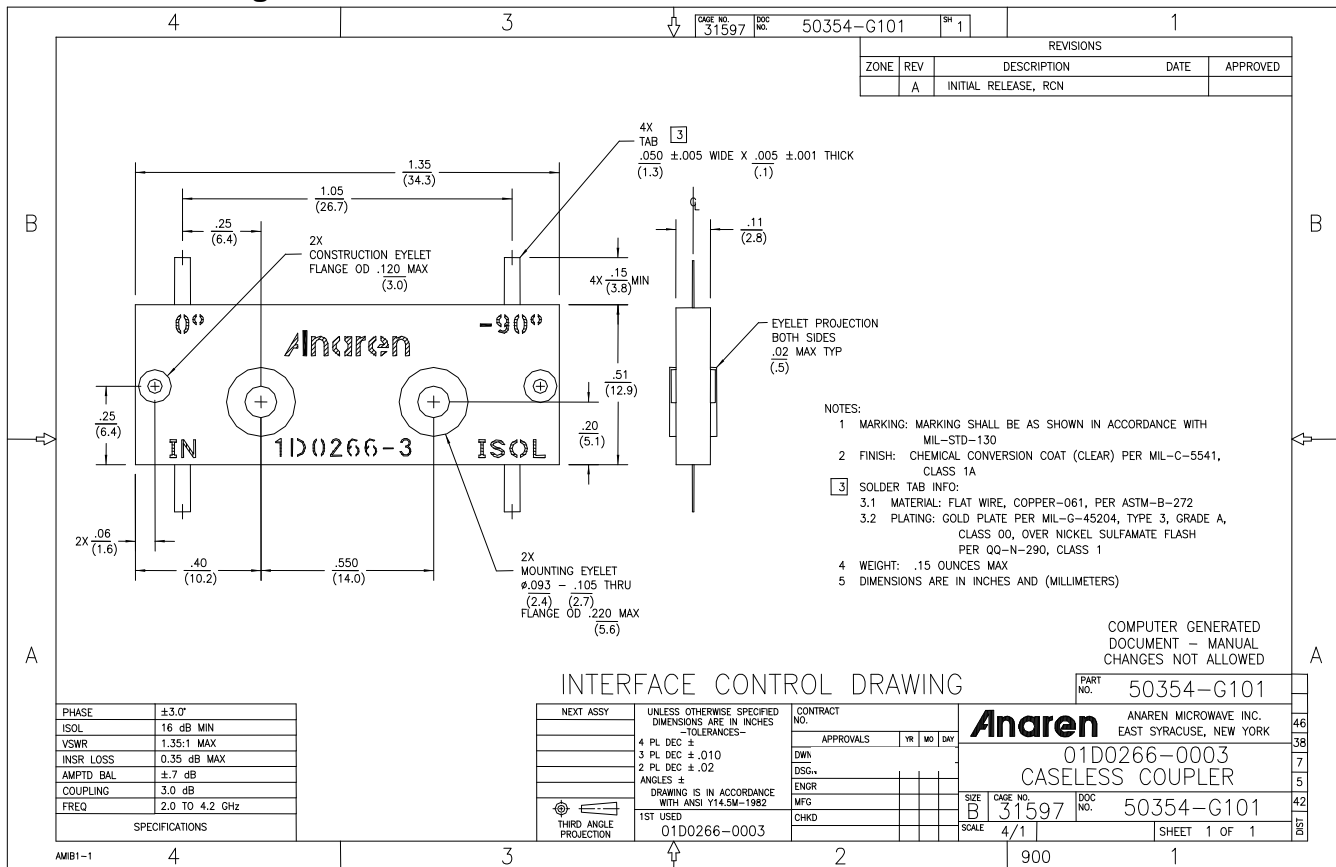 4
3
1
CAGE NO. 31597 DOC NO. 50354-G101 SH 1
REVISIONS
ZONE REV DESCRIPTION DATE APPROVED
A INITIAL RELEASE, RCN
B
B
A
A
4X
TAB 3
.050 ±.005 WIDE X .005 ±.001 THICK
(1.3) (.1)
1.35
(34.3)
1.05
(26.7)
.25
(6.4)
2X
CONSTRUCTION EYELET
FLANGE OD .120 MAX
(3.0)
4X .15 MIN
(3.8)
.11
(2.8)
0° -90°
Anaren
IN 1D0266-3 ISOL
.51
(12.9)
.25
(6.4)
.20
(5.1)
2X .06
(1.6)
.40
(10.2)
.550
(14.0)
2X
MOUNTING EYELET
ø.093 - .105 THRU
(2.4) (2.7)
FLANGE OD .220 MAX
(5.6)
EYELET PROJECTION
BOTH SIDES
.02 MAX TYP
(.5)
NOTES:
1 MARKING: MARKING SHALL BE AS SHOWN IN ACCORDANCE WITH
MIL-STD-130
2 FINISH: CHEMICAL CONVERSION COAT (CLEAR) PER MIL-C-5541,
CLASS 1A
3 SOLDER TAB INFO:
3.1 MATERIAL: FLAT WIRE, COPPER-061, PER ASTM-B-272
3.2 PLATING: GOLD PLATE PER MIL-G-45204, TYPE 3, GRADE A,
CLASS 00, OVER NICKEL SULFAMATE FLASH
PER QQ-N-290, CLASS 1
4 WEIGHT: .15 OUNCES MAX
5 DIMENSIONS ARE IN INCHES AND (MILLIMETERS)
COMPUTER GENERATED
DOCUMENT - MANUAL
CHANGES NOT ALLOWED
INTERFACE CONTROL DRAWING
PART NO. 50354-G101
PHASE ±3.0°
ISOL 16 dB MIN
VSWR 1.35:1 MAX
INSR LOSS 0.35 dB MAX
AMPTD BAL ±.7 dB
COUPLING 3.0 dB
FREQ 2.0 TO 4.2 GHz
SPECIFICATIONS
NEXT ASSY
THIRD ANGLE
PROJECTION
UNLESS OTHERWISE SPECIFIED
DIMENSIONS ARE IN INCHES
-TOLERANCES-
4 PL DEC ±
3 PL DEC ±.010
2 PL DEC ±.02
ANGLES ±
DRAWING IS IN ACCORDANCE
WITH ANSI Y14.5M-1982
1ST USED
01D0266-0003
CONTRACT
NO.
APPROVALS YR MO DAY
DWN
ENGR
MFG
CHKD
Anaren
ANAREN MICROWAVE INC.
EAST SYRACUSE, NEW YORK
01D0266-0003
CASELESS COUPLER
SIZE B CAGE NO. 31597 DOC NO. 50354-G101
SCALE 4/1 SHEET 1 OF 1
46
38
7
5
42
DIST
AMIB1-1
4
3
2
900
1